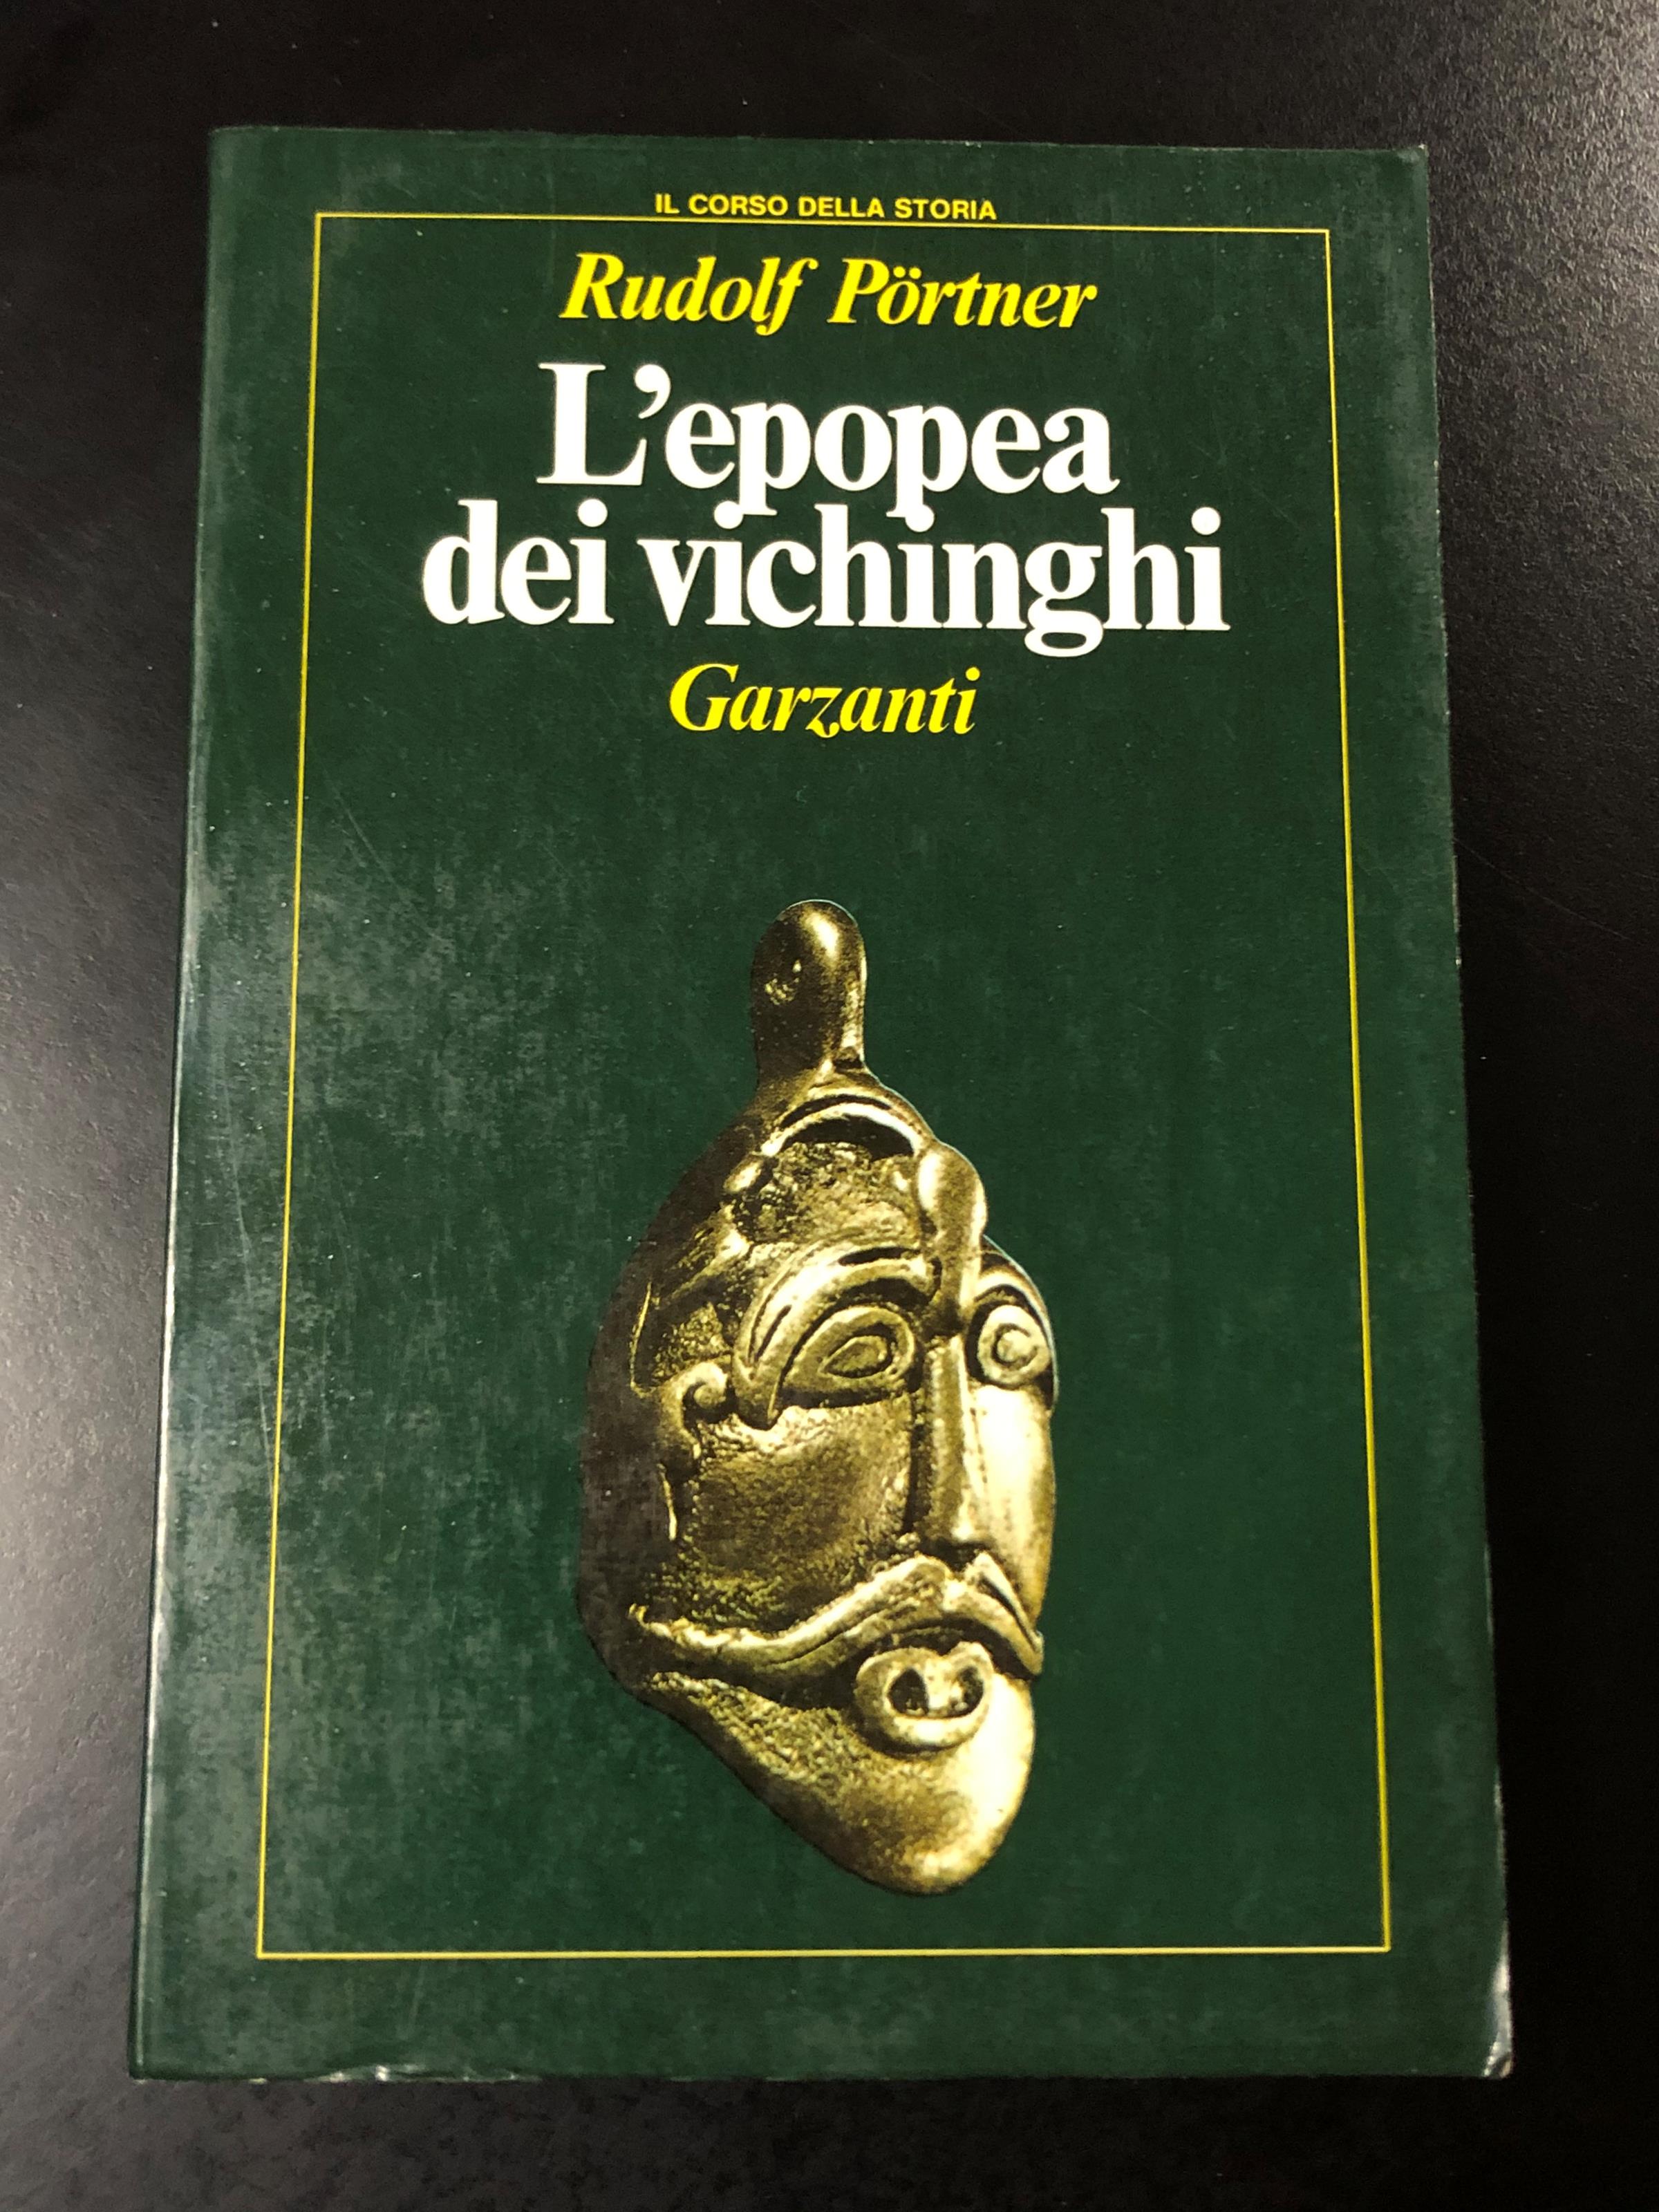 IL CORSO DELLA STORIA
Rudolf Pörtner
L'epopea
dei vichinghi
Garzanti